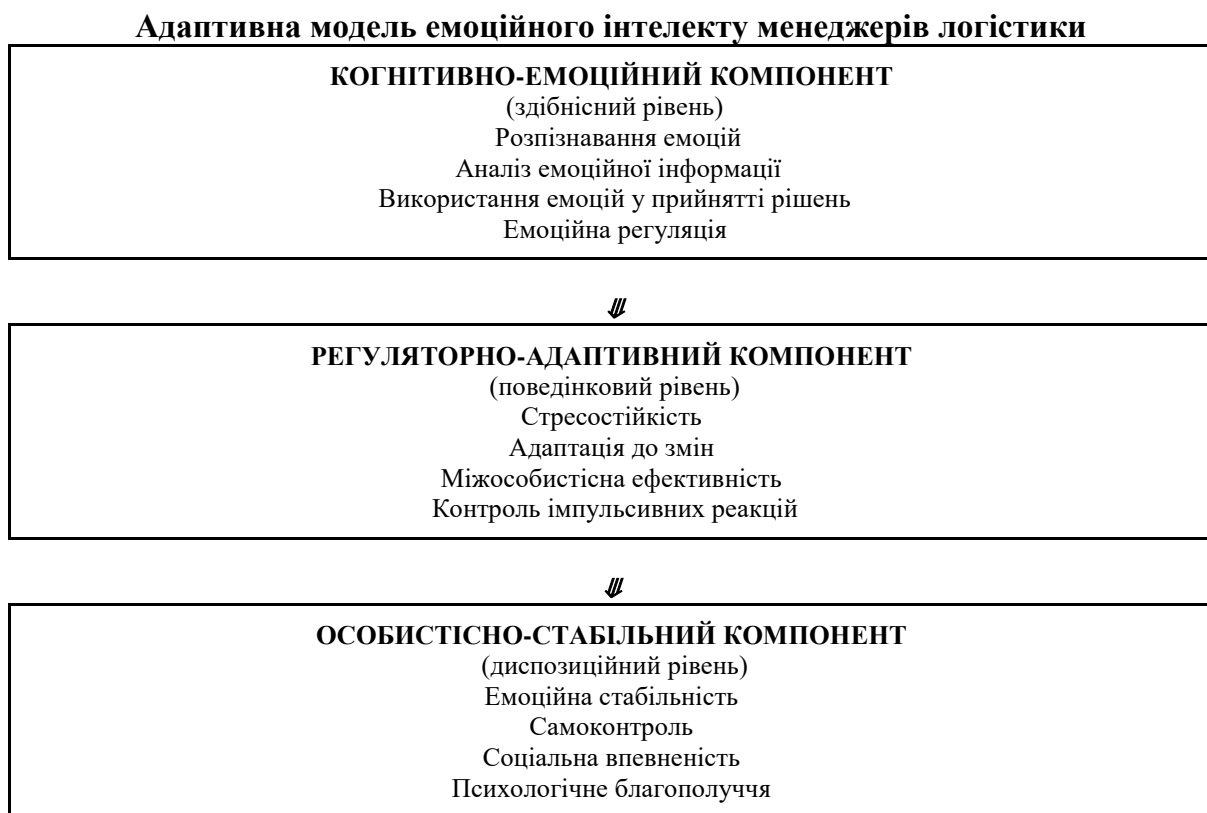 Адаптивна модель емоційного інтелекту менеджерів логістики
КОГНІТИВНО-ЕМОЦІЙНИЙ КОМПОНЕНТ
(здібнісний рівень)
Розпізнавання емоцій
Аналіз емоційної інформації
Використання емоцій у прийнятті рішень
Емоційна регуляція
РЕГУЛЯТОРНО-АДАПТИВНИЙ КОМПОНЕНТ
(поведінковий рівень)
Стресостійкість
Адаптація до змін
Міжособистісна ефективність
Контроль імпульсивних реакцій
ОСОБИСТІСНО-СТАБІЛЬНИЙ КОМПОНЕНТ
(диспозиційний рівень)
Емоційна стабільність
Самоконтроль
Соціальна впевненість
Психологічне благополуччя